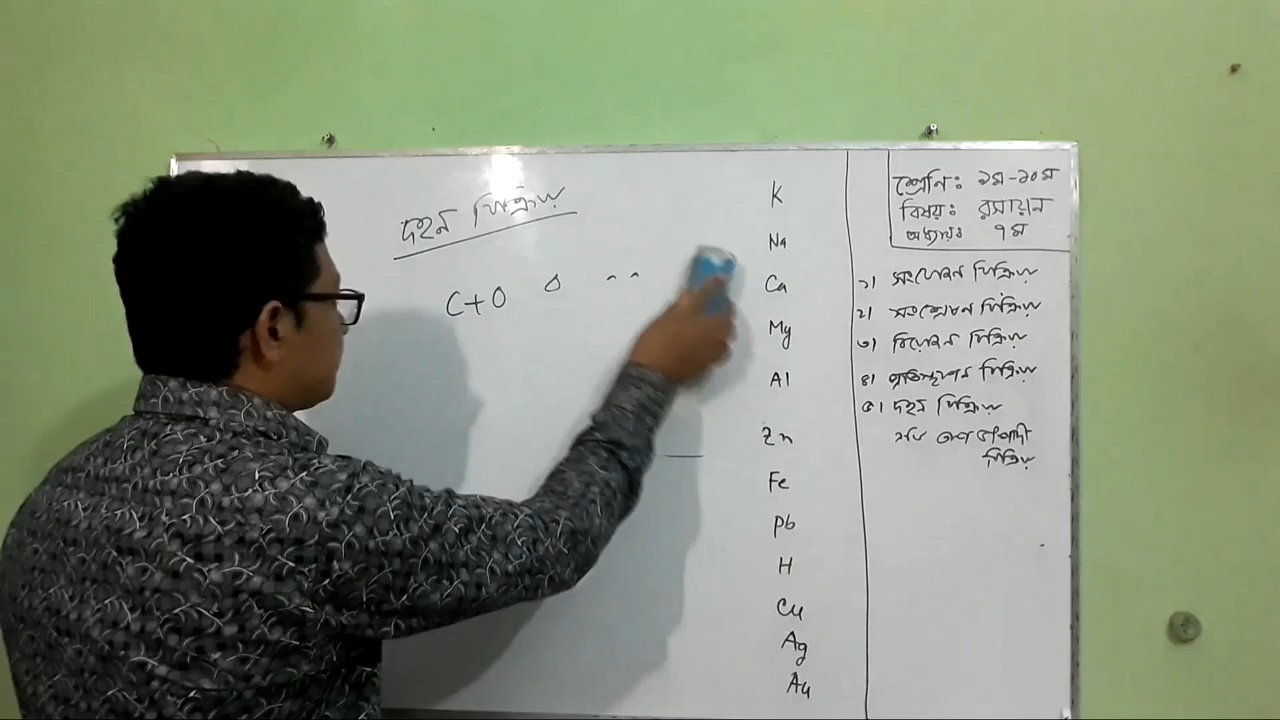 দহন বিক্রিয়া
C+O
K
Na
Ca
Mg
Al
Zn
Fe
Pb
H
Cu
Ag
Au
শ্রেণি: ৯ম-১০ম
বিষয়: রসায়ন
অধ্যায়: ৭ম
১। সংযোজন বিক্রিয়া
২। সংশ্লেষণ বিক্রিয়া
৩। বিযোজন বিক্রিয়া
৪। প্রতিস্থাপন বিক্রিয়া
৫। দহন বিক্রিয়া
বিক্রিয়া